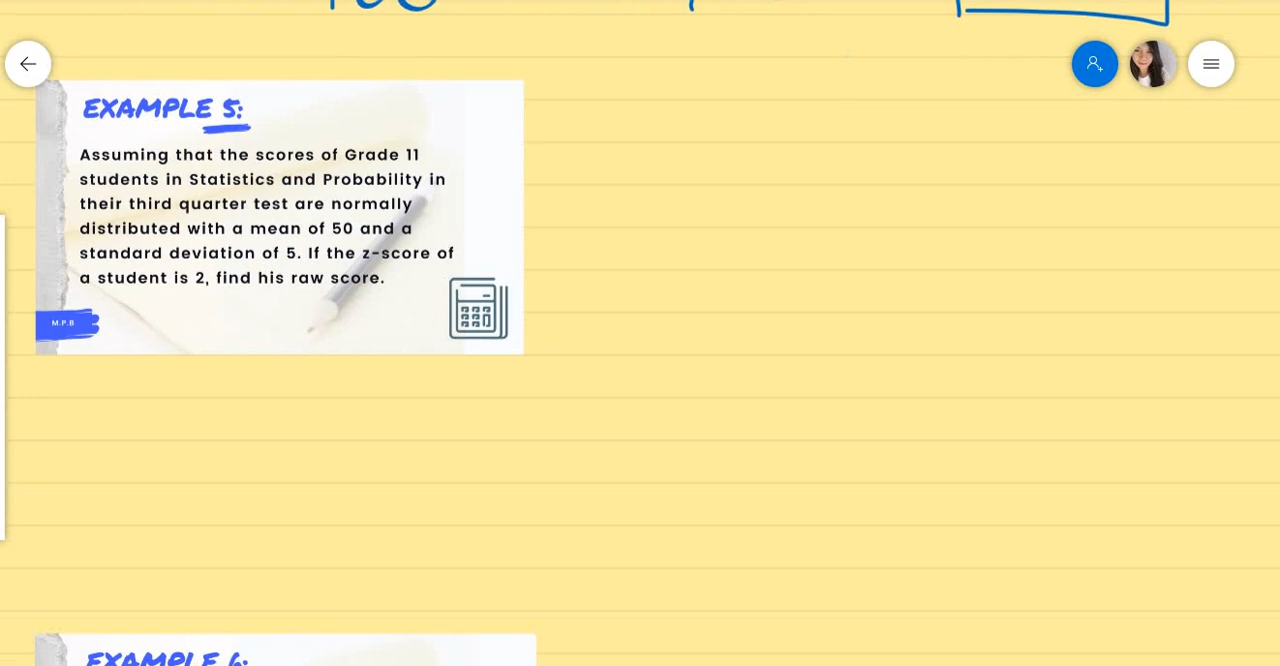 EXAMPLE 5:
Assuming that the scores of Grade 11
students in Statistics and Probability in
their third quarter test are normally
distributed with a mean of 50 and a
standard deviation of 5. If the z-score of
a student is 2, find his raw score.
M.P.B
EXAMPLE 6: